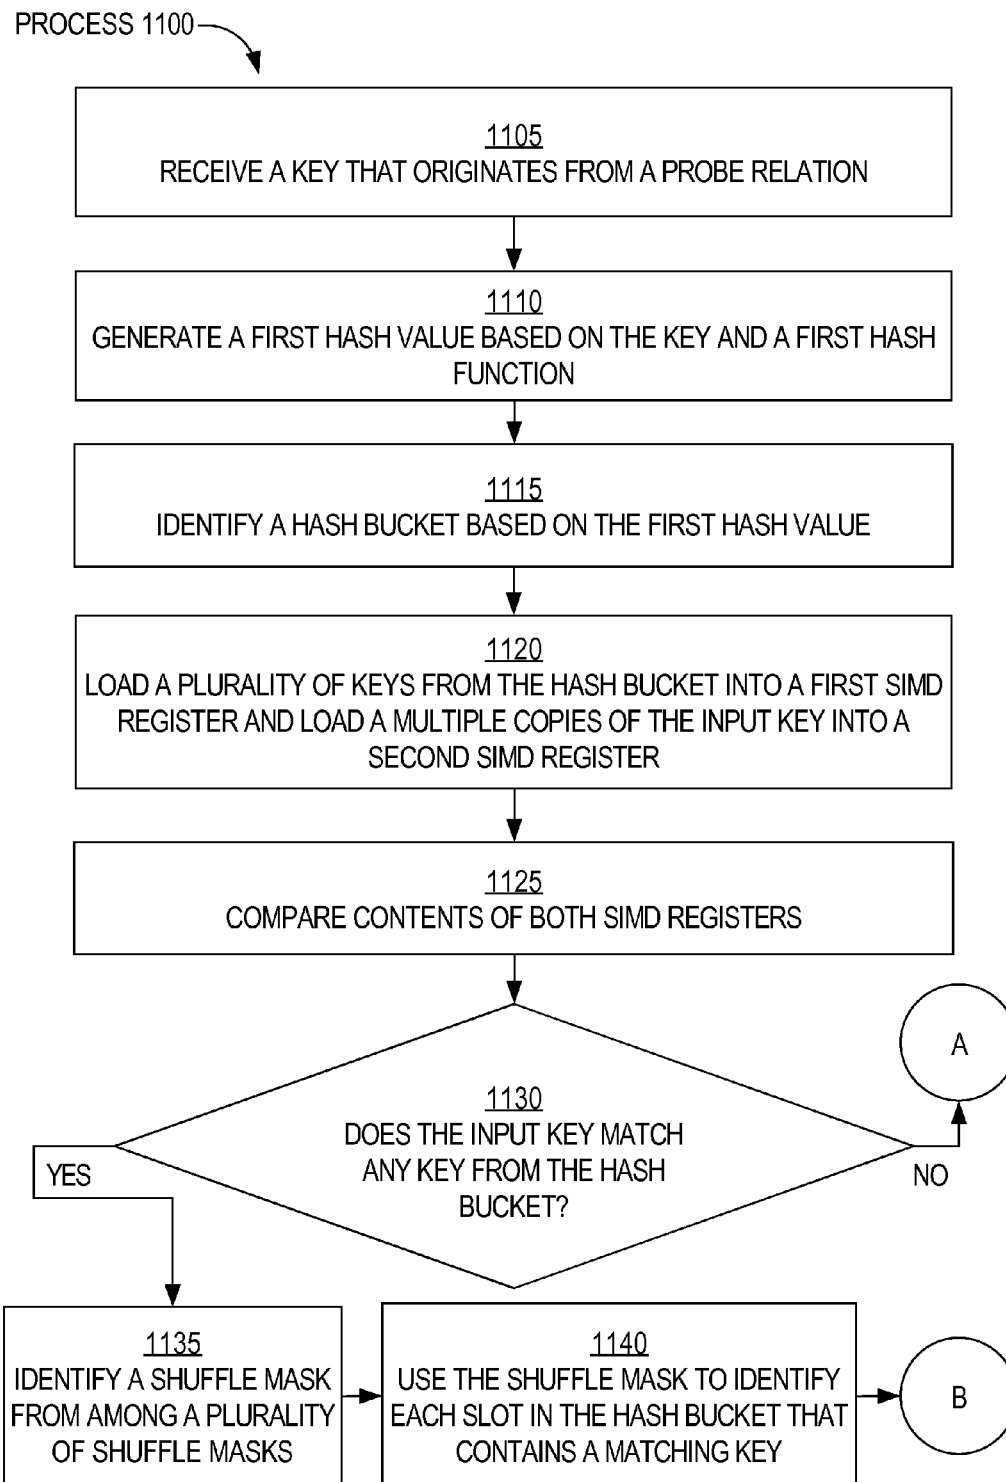 PROCESS 1100
1105
RECEIVE A KEY THAT ORIGINATES FROM A PROBE RELATION
1110
GENERATE A FIRST HASH VALUE BASED ON THE KEY AND A FIRST HASH
FUNCTION
1115
IDENTIFY A HASH BUCKET BASED ON THE FIRST HASH VALUE
1120
LOAD A PLURALITY OF KEYS FROM THE HASH BUCKET INTO A FIRST SIMD
REGISTER AND LOAD A MULTIPLE COPIES OF THE INPUT KEY INTO A
SECOND SIMD REGISTER
1125
COMPARE CONTENTS OF BOTH SIMD REGISTERS
A
1130
DOES THE INPUT KEY MATCH
ANY KEY FROM THE HASH
BUCKET?
YES
NO
1135
IDENTIFY A SHUFFLE MASK
FROM AMONG A PLURALITY
OF SHUFFLE MASKS
1140
USE THE SHUFFLE MASK TO IDENTIFY
EACH SLOT IN THE HASH BUCKET THAT
CONTAINS A MATCHING KEY
B